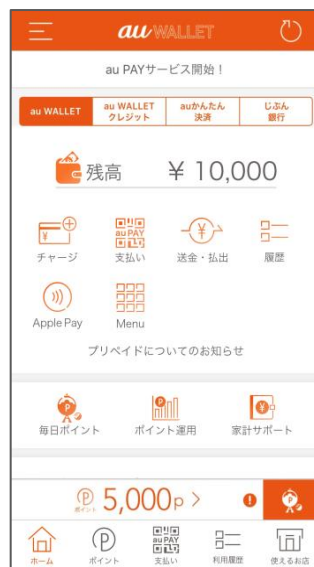 au WALLET
au PAYサービス開始！
au WALLET
au WALLET
クレジット
auかんたん
決済
じぶん
銀行
残高 ¥ 10,000
チャージ
au PAY
支払い
送金・払出
履歴
Apple Pay
Menu
プリペイドについてのお知らせ
毎日ポイント
ポイント運用
家計サポート
P
ポイント
5,000p >
ホーム
ポイント
au PAY
支払い
利用履歴
使えるお店